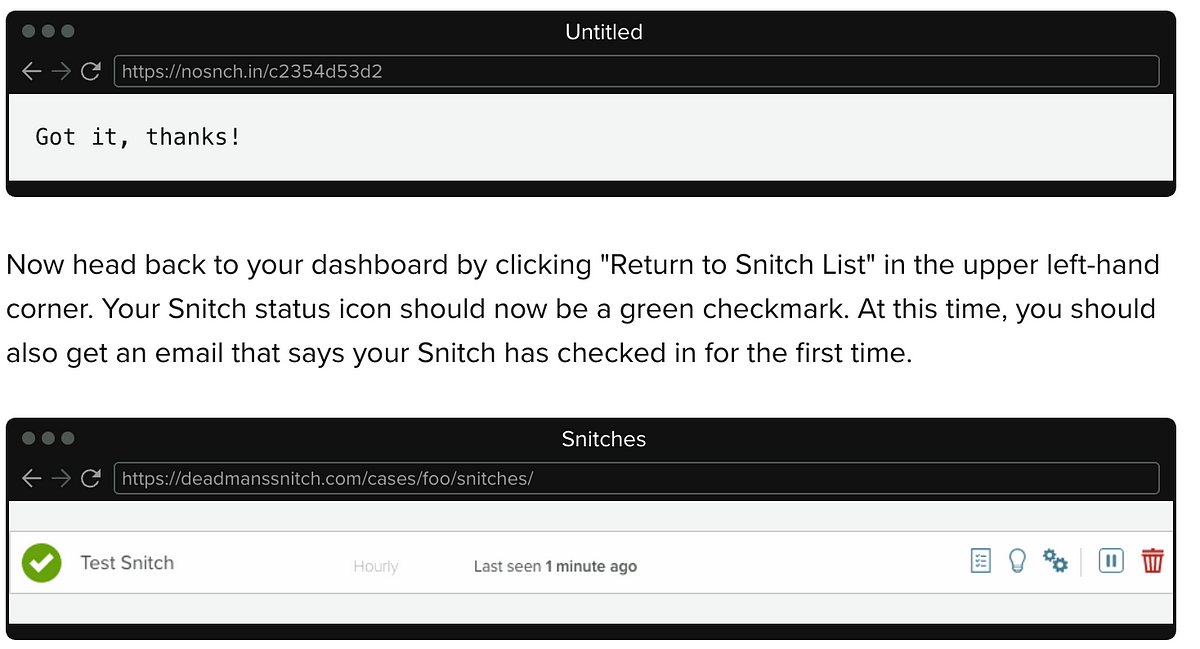 Untitled
https://nosnch.in/c2354d53d2
Got it, thanks!
Now head back to your dashboard by clicking "Return to Snitch List" in the upper left-hand
corner. Your Snitch status icon should now be a green checkmark. At this time, you should
also get an email that says your Snitch has checked in for the first time.
Snitches
https://deadmanssnitch.com/cases/foo/snitches/
Test Snitch Hourly Last seen 1 minute ago